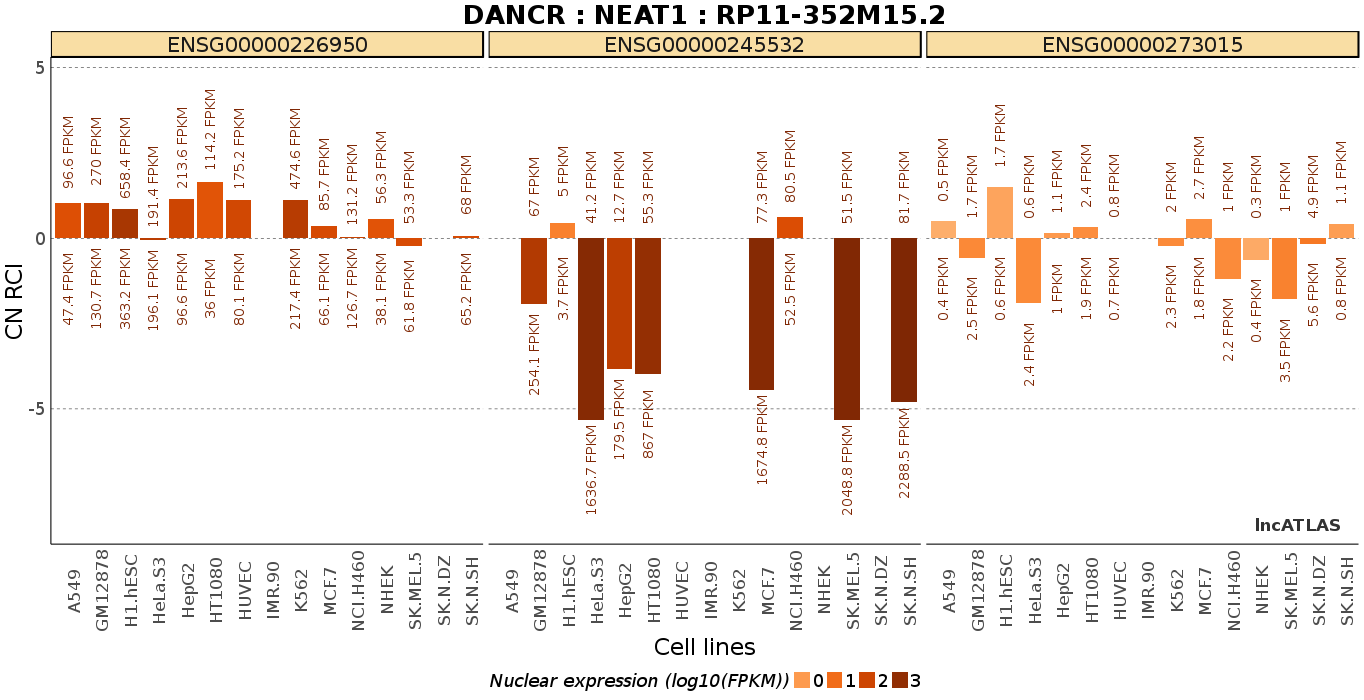 DANCR : NEAT1 : RP11-352M15.2
ENSG00000226950
ENSG00000245532
ENSG00000273015
CN RCI
5
0
-5
96.6 FPKM
270 FPKM
658.4 FPKM
191.4 FPKM
213.6 FPKM
114.2 FPKM
175.2 FPKM
474.6 FPKM
85.7 FPKM
131.2 FPKM
56.3 FPKM
53.3 FPKM
68 FPKM
47.4 FPKM
130.7 FPKM
363.2 FPKM
196.1 FPKM
96.6 FPKM
36 FPKM
80.1 FPKM
217.4 FPKM
66.1 FPKM
126.7 FPKM
38.1 FPKM
61.8 FPKM
65.2 FPKM
67 FPKM
5 FPKM
41.2 FPKM
12.7 FPKM
55.3 FPKM
77.3 FPKM
80.5 FPKM
51.5 FPKM
81.7 FPKM
254.1 FPKM
3.7 FPKM
1636.7 FPKM
179.5 FPKM
867 FPKM
1674.8 FPKM
52.5 FPKM
2048.8 FPKM
2288.5 FPKM
0.5 FPKM
1.7 FPKM
1.7 FPKM
0.6 FPKM
1.1 FPKM
2.4 FPKM
0.8 FPKM
2 FPKM
2.7 FPKM
1 FPKM
0.3 FPKM
1 FPKM
4.9 FPKM
1.1 FPKM
0.4 FPKM
2.5 FPKM
0.6 FPKM
2.4 FPKM
1 FPKM
1.9 FPKM
0.7 FPKM
2.3 FPKM
1.8 FPKM
2.2 FPKM
0.4 FPKM
3.5 FPKM
5.6 FPKM
0.8 FPKM
lncATLAS
A549
GM12878
H1.hESC
HeLa.S3
HepG2
HT1080
HUVEC
IMR.90
K562
MCF.7
NCI.H460
NHEK
SK.MEL.5
SK.N.DZ
SK.N.SH
A549
GM12878
H1.hESC
HeLa.S3
HepG2
HT1080
HUVEC
IMR.90
K562
MCF.7
NCI.H460
NHEK
SK.MEL.5
SK.N.DZ
SK.N.SH
A549
GM12878
H1.hESC
HeLa.S3
HepG2
HT1080
HUVEC
IMR.90
K562
MCF.7
NCI.H460
NHEK
SK.MEL.5
SK.N.DZ
SK.N.SH
Cell lines
Nuclear expression (log10(FPKM)) 0 1 2 3